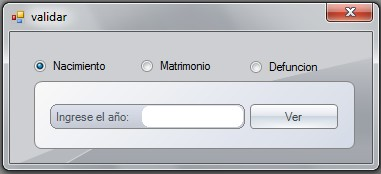 validar
Nacimiento Matrimonio Defuncion
Ingrese el año: Ver